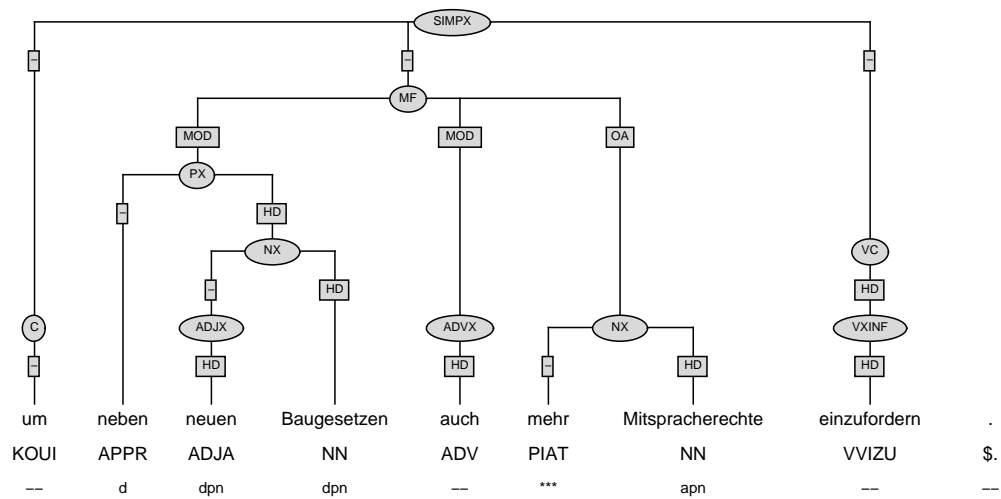 SIMPX
– – –
MF
MOD MOD OA
PX
– HD
NX VC
– HD HD
C ADJX ADVX NX VXINF
– HD HD – HD HD
um neben neuen Baugesetzen auch mehr Mitspracherechte einzufordern .
KOUI APPR ADJA NN ADV PIAT NN VVIZU $.
–– d dpn dpn –– *** apn –– ––